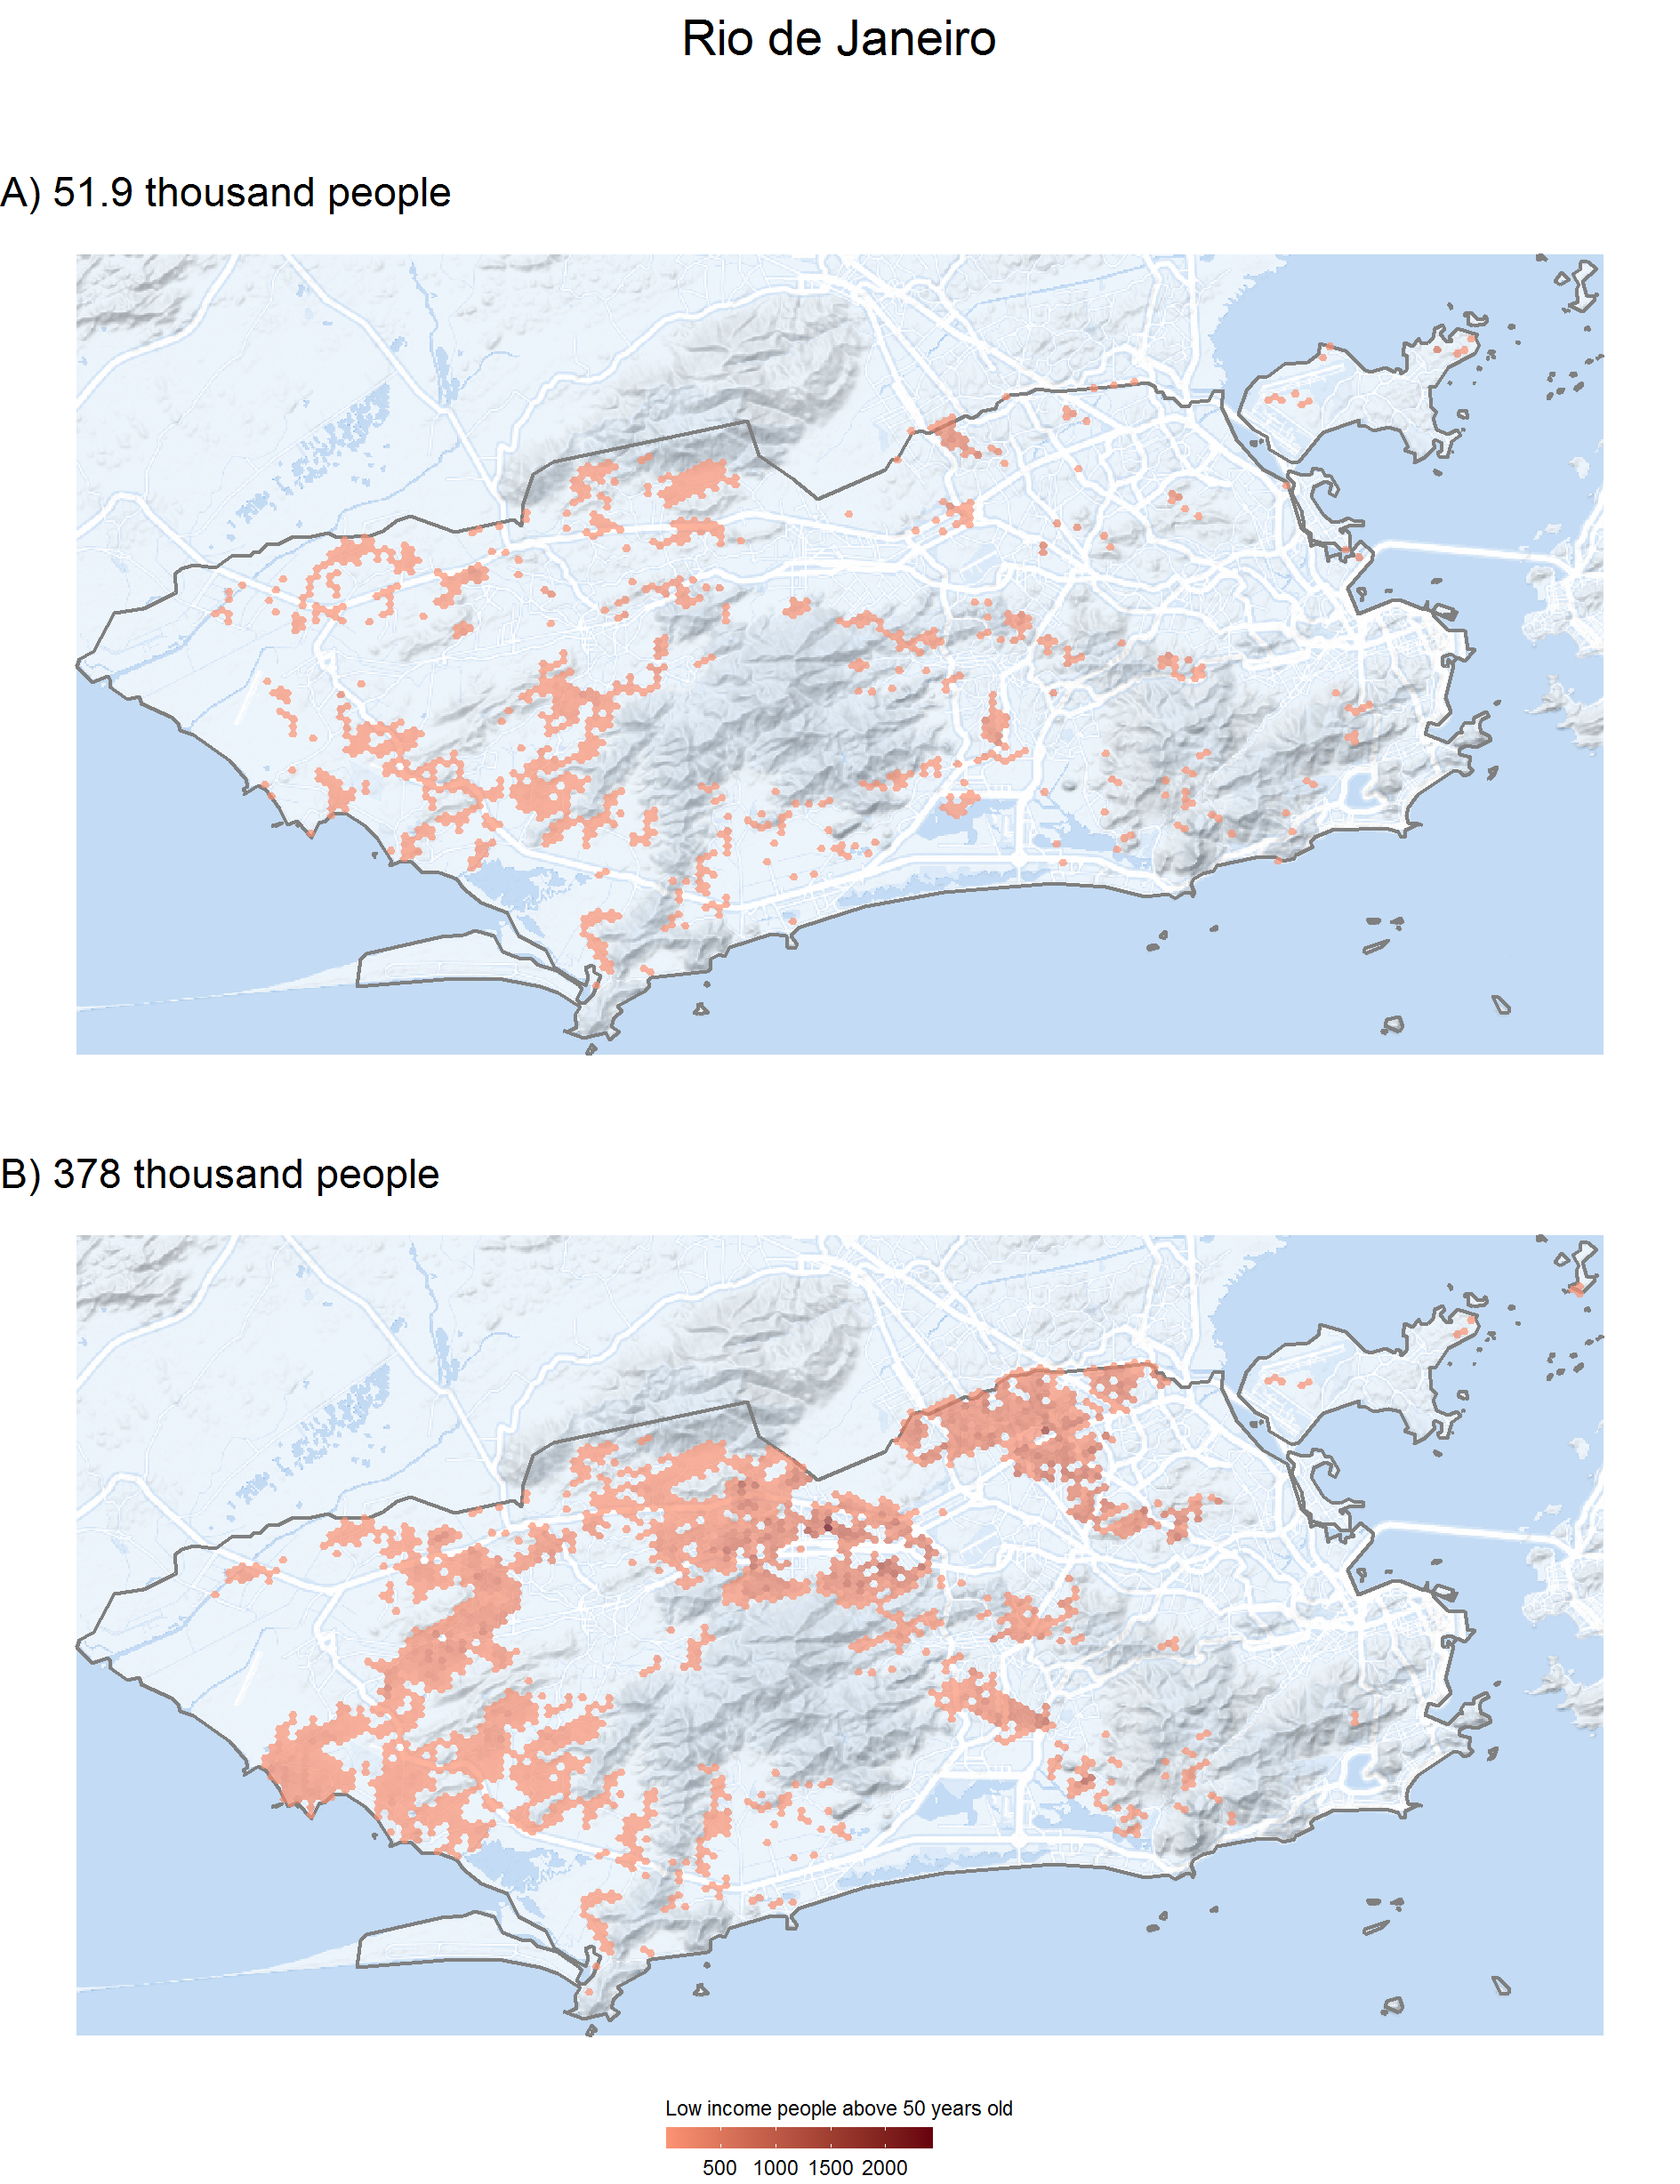 Rio de Janeiro
A) 51.9 thousand people
B) 378 thousand people
Low income people above 50 years old
500 1000 1500 2000